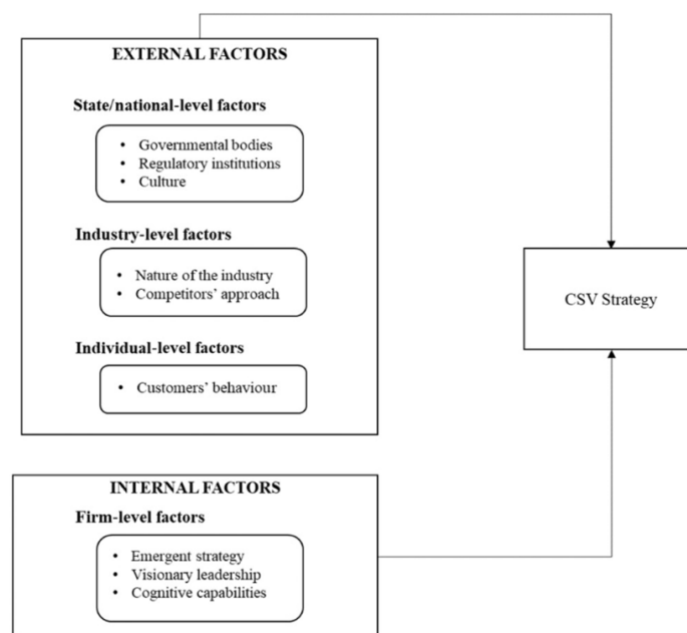 EXTERNAL FACTORS
State/national-level factors
• Governmental bodies
• Regulatory institutions
• Culture
Industry-level factors
• Nature of the industry
• Competitors’ approach
Individual-level factors
• Customers’ behaviour
CSV Strategy
INTERNAL FACTORS
Firm-level factors
• Emergent strategy
• Visionary leadership
• Cognitive capabilities